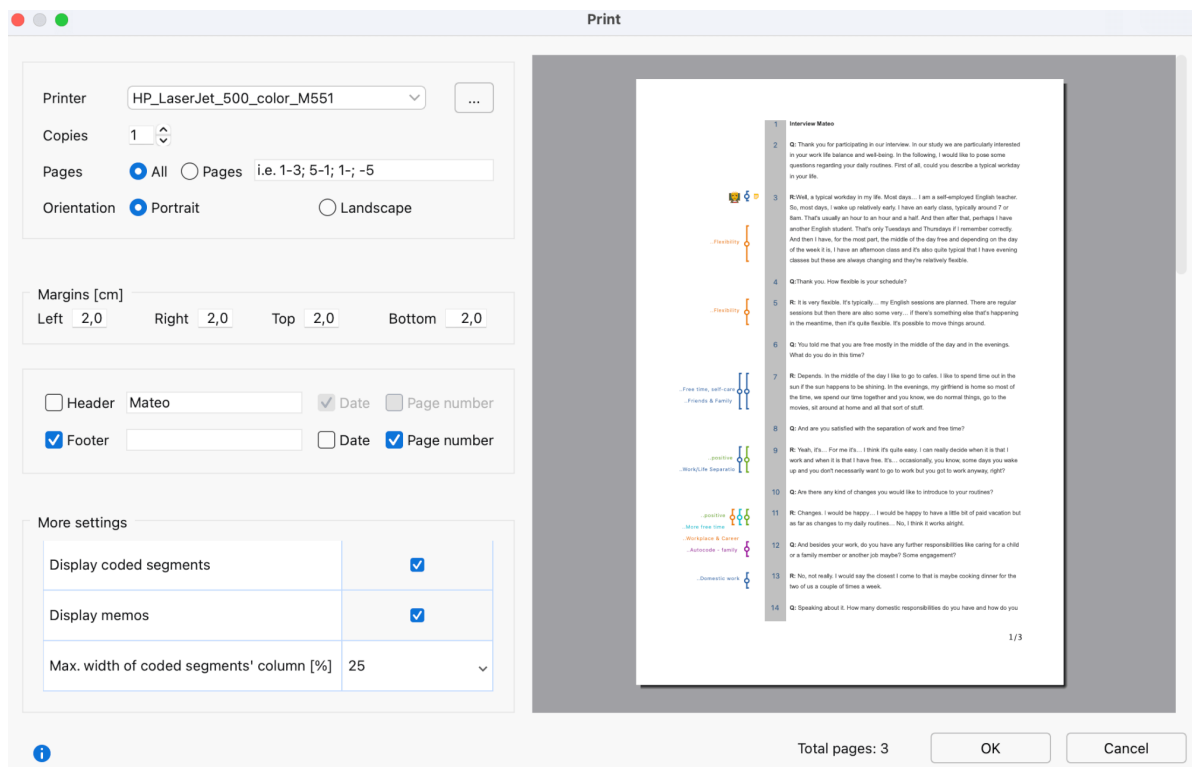 Print
Printer HP_LaserJet_500_color_M551 ...
Copies 1
Pages All Pages 1:3: 1-3; 3-1; 1-; -5
Orientation Portrait Landscape
Margins [cm]
Left 2,0 Right 2,0 Top 2,0 Bottom 2,0
Header Mateo Date Page number
Footer Date Page number
More settings
Display coded segments
Display memos
Max. width of coded segments' column [%] 25
1 Interview Mateo
2 Q: Thank you for participating in our interview. In our study we are particularly interested
in your work life balance and well-being. In the following, I would like to pose some
questions regarding your daily routines. First of all, could you describe a typical workday
in your life.
3 R:Well, a typical workday in my life. Most days… I am a self-employed English teacher.
So, most days, I wake up relatively early. I have an early class, typically around 7 or
8am. That's usually an hour to an hour and a half. And then after that, perhaps I have
another English student. That's only Tuesdays and Thursdays if I remember correctly.
..Flexibility
And then I have, for the most part, the middle of the day free and depending on the day
of the week it is, I have an afternoon class and it's also quite typical that I have evening
classes but these are always changing and they're relatively flexible.
4 Q:Thank you. How flexible is your schedule?
5 R: It is very flexible. It's typically… my English sessions are planned. There are regular
..Flexibility
sessions but then there are also some very… if there's something else that's happening
in the meantime, then it's quite flexible. It's possible to move things around.
6 Q: You told me that you are free mostly in the middle of the day and in the evenings.
What do you do in this time?
7 R: Depends. In the middle of the day I like to go to cafes. I like to spend time out in the
..Free time, self-care
sun if the sun happens to be shining. In the evenings, my girlfriend is home so most of
..Friends & Family
the time, we spend our time together and you know, we do normal things, go to the
movies, sit around at home and all that sort of stuff.
8 Q: And are you satisfied with the separation of work and free time?
9 R: Yeah, it's… For me it's… I think it's quite easy. I can really decide when it is that I
..positive
work and when it is that I have free. It's… occasionally, you know, some days you wake
..Work/Life Separatio
up and you don't necessarily want to go to work but you got to work anyway, right?
10 Q: Are there any kind of changes you would like to introduce to your routines?
11 R: Changes. I would be happy… I would be happy to have a little bit of paid vacation but
..positive
as far as changes to my daily routines… No, I think it works alright.
..More free time
..Workplace & Career
12 Q: And besides your work, do you have any further responsibilities like caring for a child
..Autocode - family
or a family member or another job maybe? Some engagement?
13 R: No, not really. I would say the closest I come to that is maybe cooking dinner for the
..Domestic work
two of us a couple of times a week.
14 Q: Speaking about it. How many domestic responsibilities do you have and how do you
1/3
Total pages: 3 OK Cancel